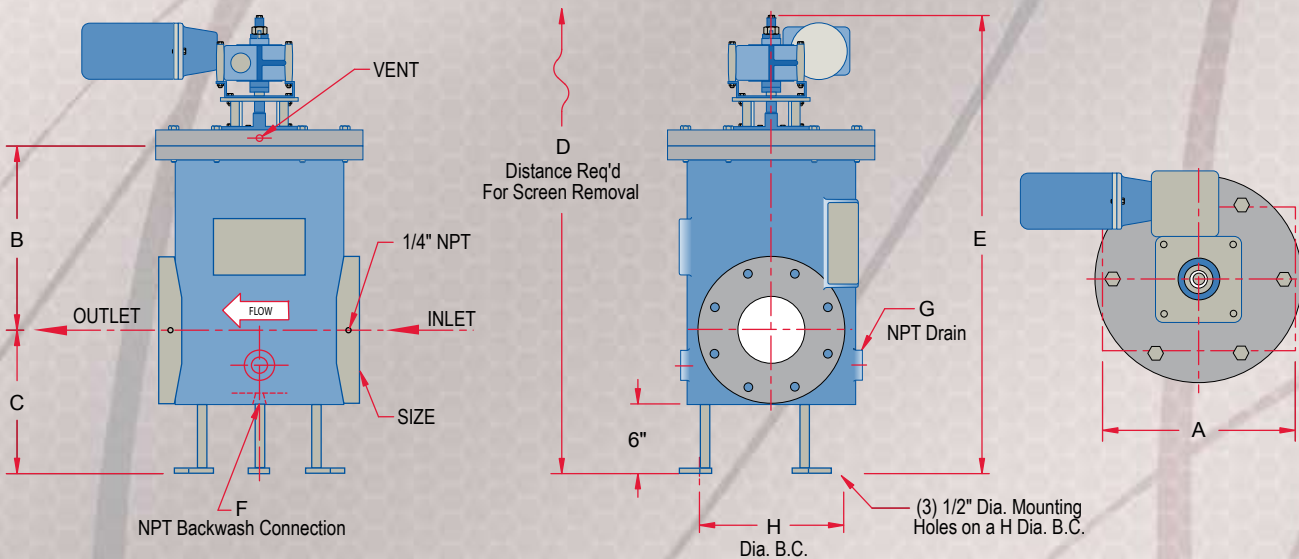 VENT
B
1/4" NPT
OUTLET
FLOW
INLET
C
SIZE
F
NPT Backwash Connection
D
Distance Req'd
For Screen Removal
E
G
NPT Drain
6"
H
Dia. B.C.
(3) 1/2" Dia. Mounting
Holes on a H Dia. B.C.
A